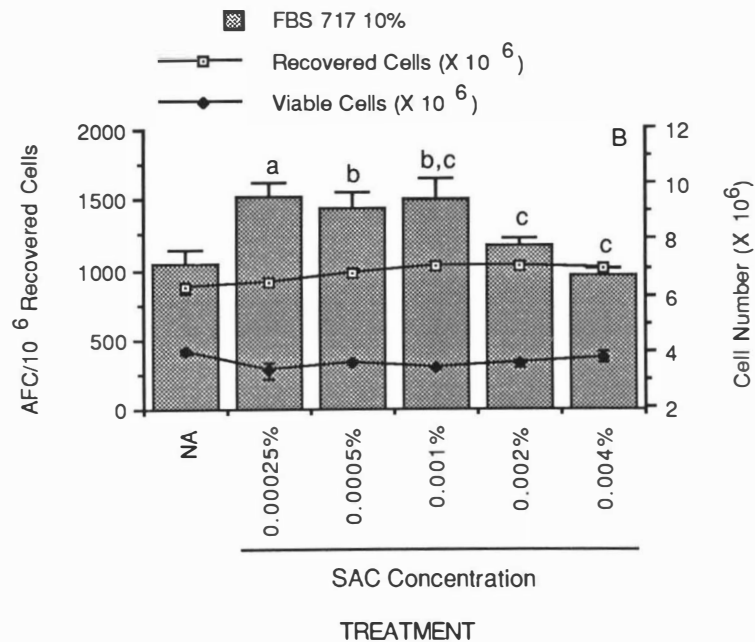 FBS 717 10%
Recovered Cells (X 10 6)
Viable Cells (X 10 6)
B
AFC/10 6 Recovered Cells
2000
1500
1000
500
0
a
b
b,c
c
c
12
10
8
6
4
2
Cell Number (X 10 6)
NA
0.00025%
0.0005%
0.001%
0.002%
0.004%
SAC Concentration
TREATMENT